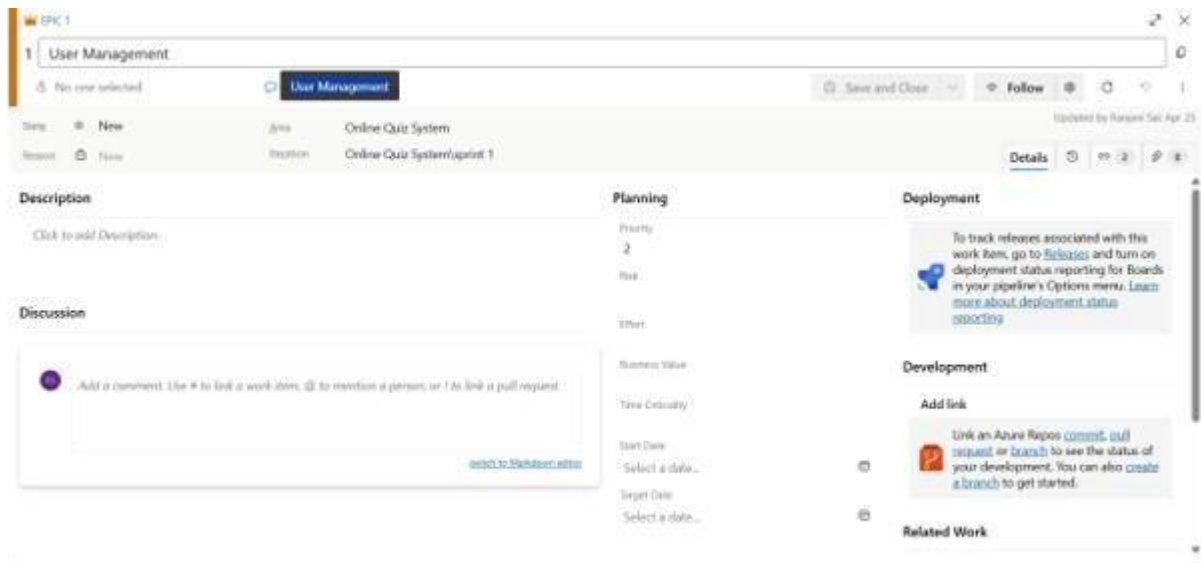 EPIC 1
1 User Management
No one selected
User Management
Save and Close
Follow
State New
Area Online Quiz System
Updated by Ranjani Sai: Apr 25
Reason New
Iteration Online Quiz System\sprint 1
Details
2
Description
Click to add Description
Discussion
Add a comment. Use # to link a work item, @ to mention a person, or ! to link a pull request.
switch to Markdown editor
Planning
Priority
2
Risk
Effort
Business Value
Time Criticality
Start Date
Select a date...
Target Date
Select a date...
Deployment
To track releases associated with this
work item, go to Releases and turn on
deployment status reporting for Boards
in your pipeline's Options menu. Learn
more about deployment status
reporting
Development
Add link
Link an Azure Repos commit, pull
request or branch to see the status of
your development. You can also create
a branch to get started.
Related Work